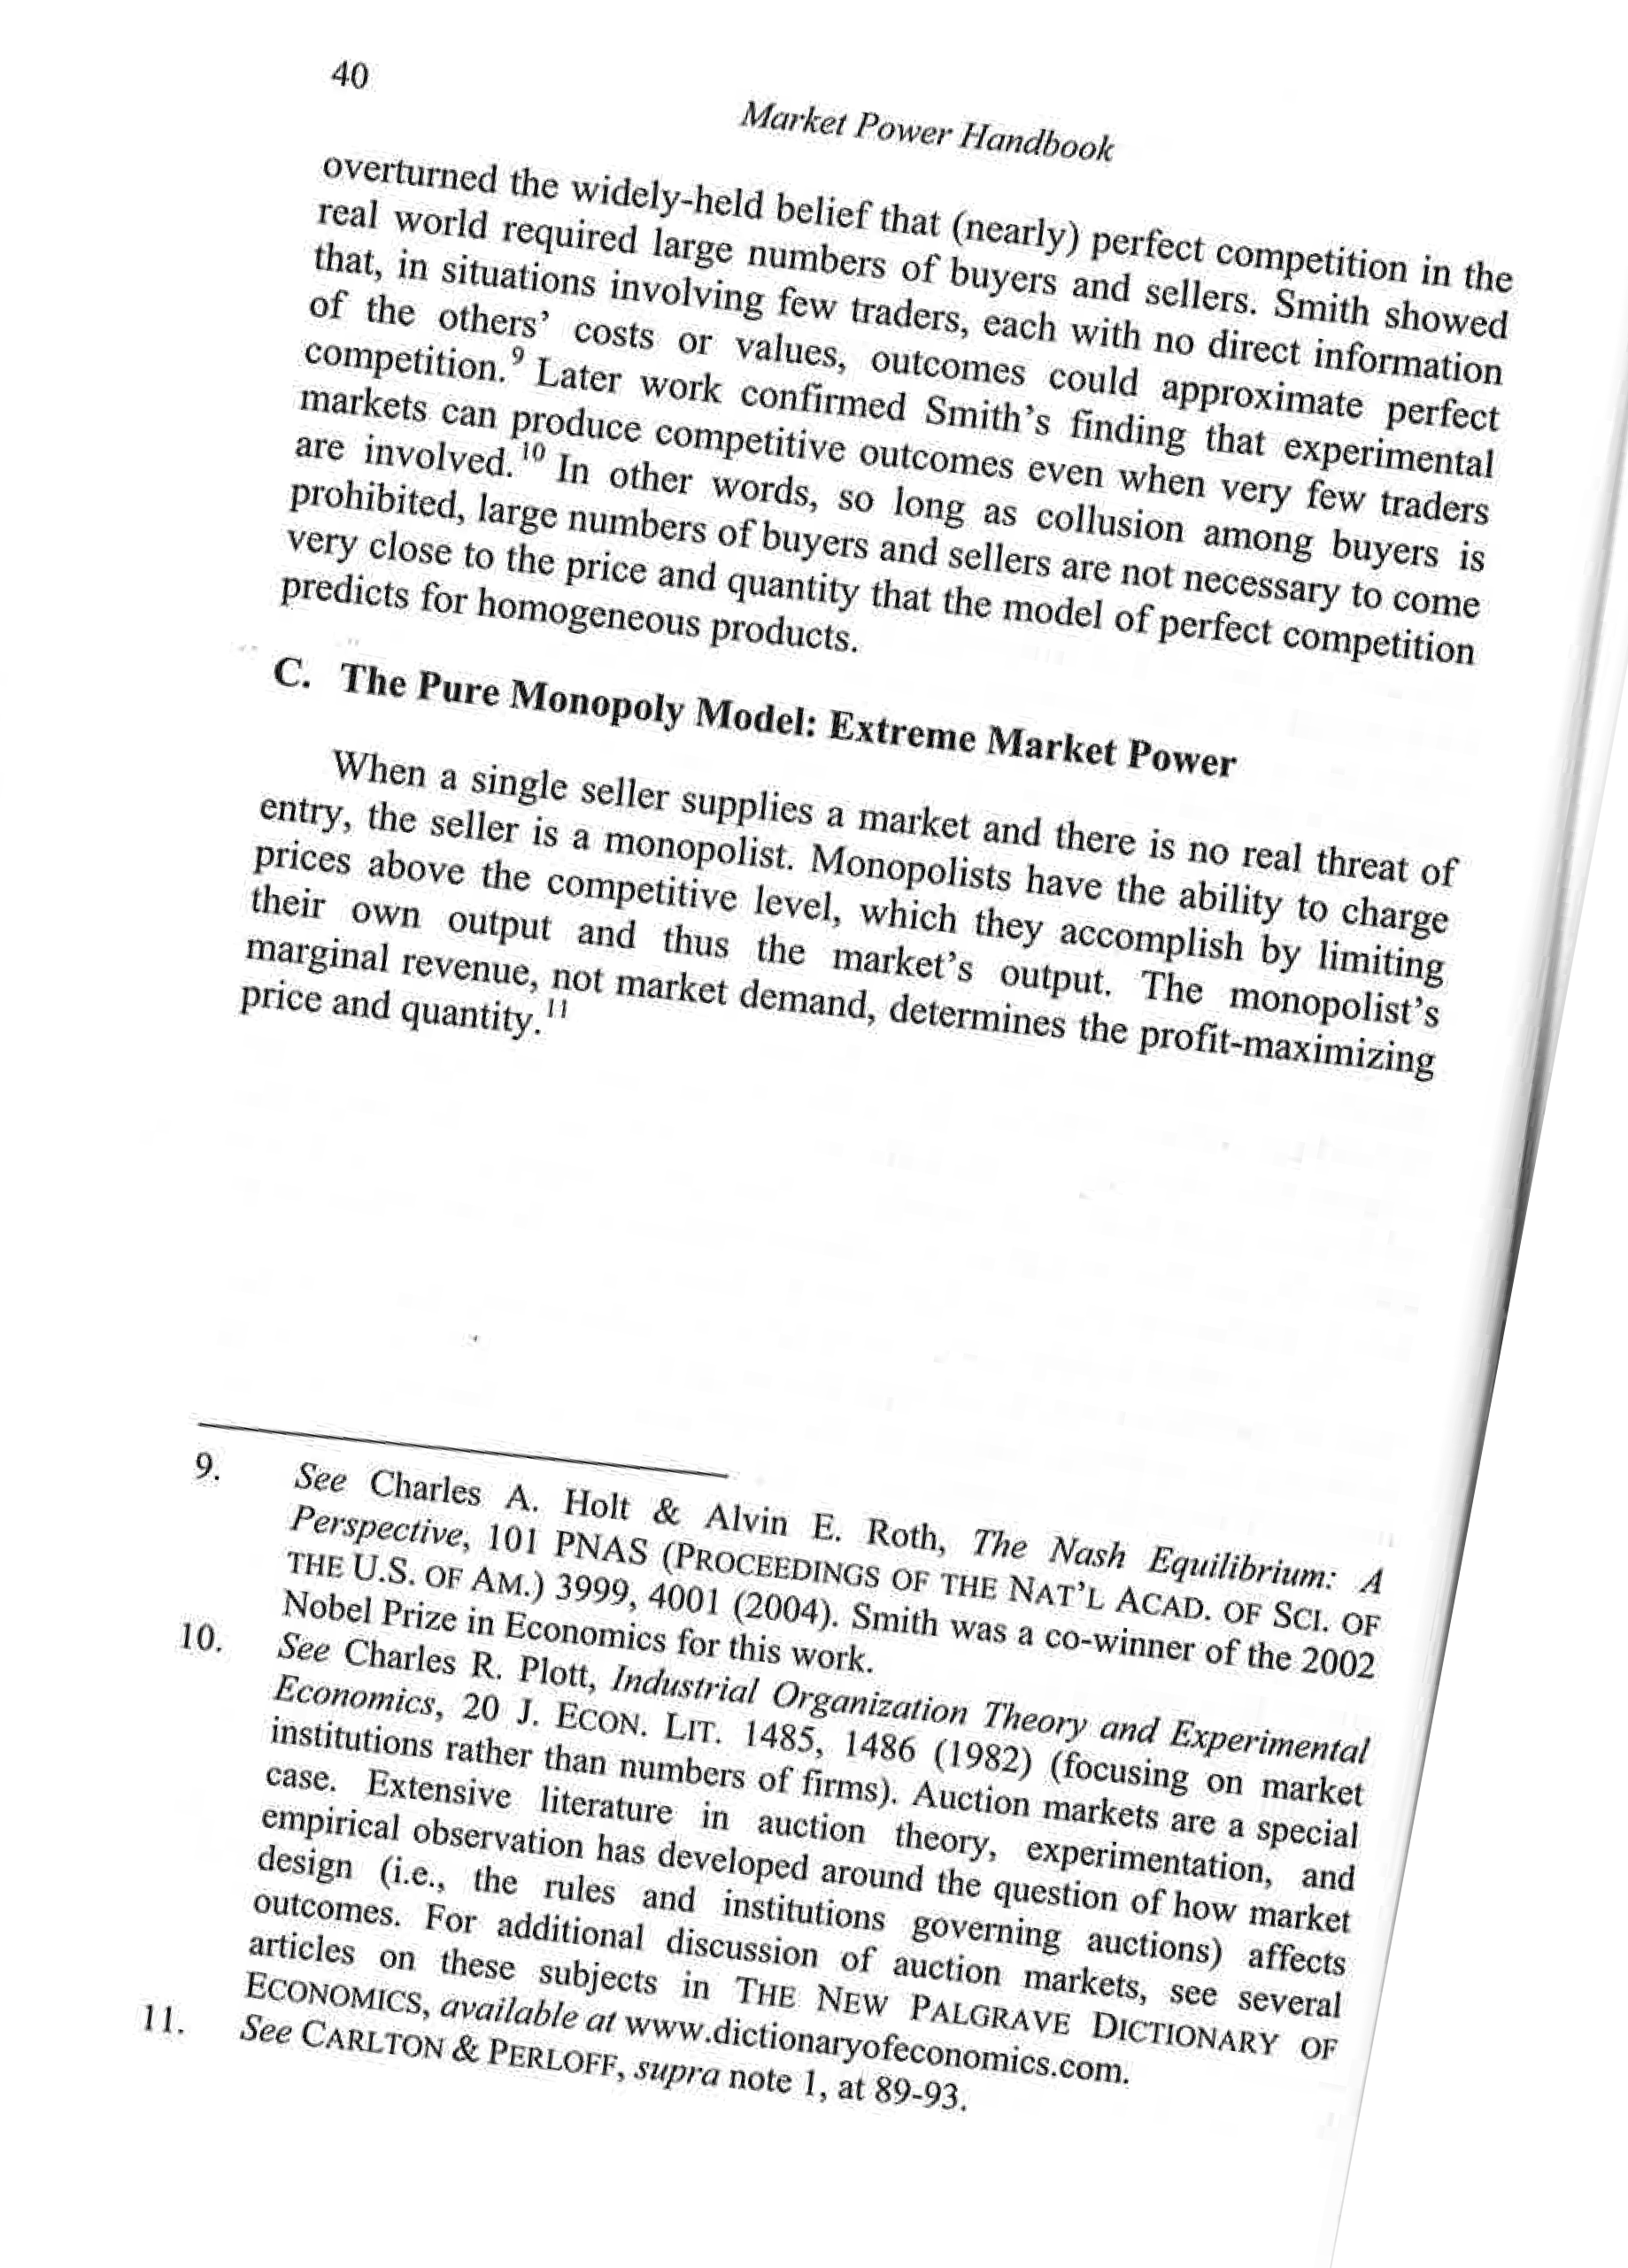 40
Market Power Handbook
overturned the widely-held belief that (nearly) perfect competition in the
real world required large numbers of buyers and sellers. Smith showed
that, in situations involving few traders, each with no direct information
of the others' costs or values, outcomes could approximate perfect
competition.9 Later work confirmed Smith's finding that experimental
markets can produce competitive outcomes even when very few traders
are involved.10 In other words, so long as collusion among buyers is
prohibited, large numbers of buyers and sellers are not necessary to come
very close to the price and quantity that the model of perfect competition
predicts for homogeneous products.
C. The Pure Monopoly Model: Extreme Market Power
When a single seller supplies a market and there is no real threat of
entry, the seller is a monopolist. Monopolists have the ability to charge
prices above the competitive level, which they accomplish by limiting
their own output and thus the market's output. The monopolist's
marginal revenue, not market demand, determines the profit-maximizing
price and quantity.11
9. See Charles A. Holt & Alvin E. Roth, The Nash Equilibrium: A
Perspective, 101 PNAS (PROCEEDINGS OF THE NAT'L ACAD. OF SCI. OF
THE U.S. OF AM.) 3999, 4001 (2004). Smith was a co-winner of the 2002
Nobel Prize in Economics for this work.
10. See Charles R. Plott, Industrial Organization Theory and Experimental
Economics, 20 J. ECON. LIT. 1485, 1486 (1982) (focusing on market
institutions rather than numbers of firms). Auction markets are a special
case. Extensive literature in auction theory, experimentation, and
empirical observation has developed around the question of how market
design (i.e., the rules and institutions governing auctions) affects
outcomes. For additional discussion of auction markets, see several
articles on these subjects in THE NEW PALGRAVE DICTIONARY OF
ECONOMICS, available at www.dictionaryofeconomics.com.
11. See CARLTON & PERLOFF, supra note 1, at 89-93.